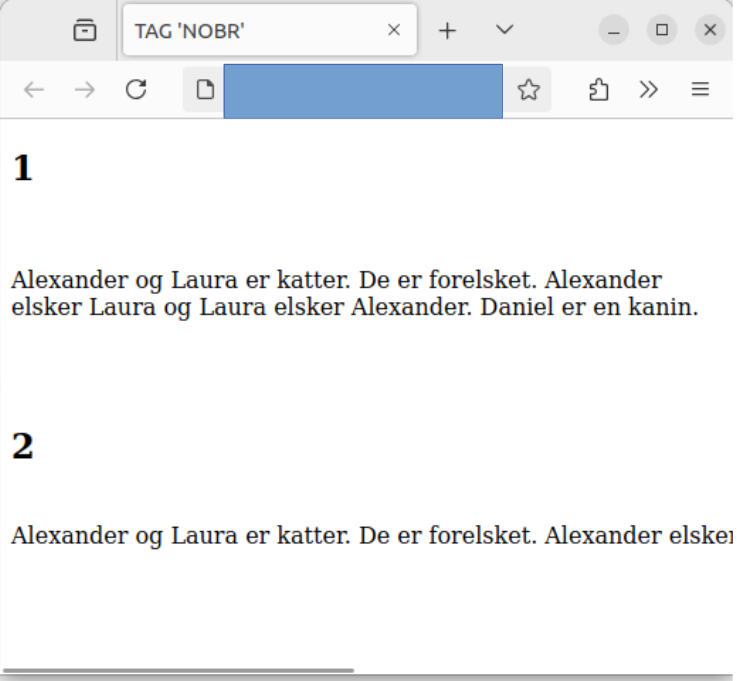 TAG 'NOBR'
1
Alexander og Laura er katter. De er forelsket. Alexander
elsker Laura og Laura elsker Alexander. Daniel er en kanin.
2
Alexander og Laura er katter. De er forelsket. Alexander elsker